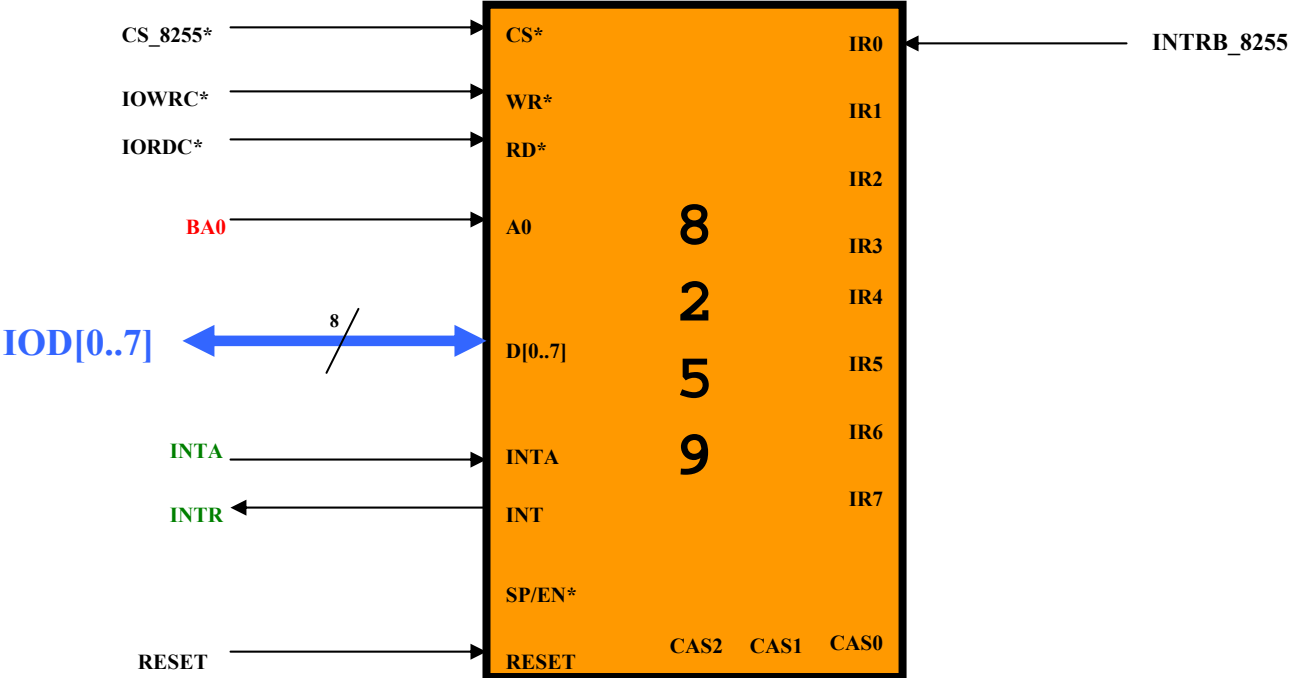 CS_8255*
CS*
IR0
INTRB_8255
IOWRC*
WR*
IR1
IORDC*
RD*
IR2
BA0
A0
8
IR3
2
IR4
IOD[0..7]
8
D[0..7]
5
IR5
9
IR6
INTA
INTA
IR7
INTR
INT
SP/EN*
CAS2 CAS1 CAS0
RESET
RESET